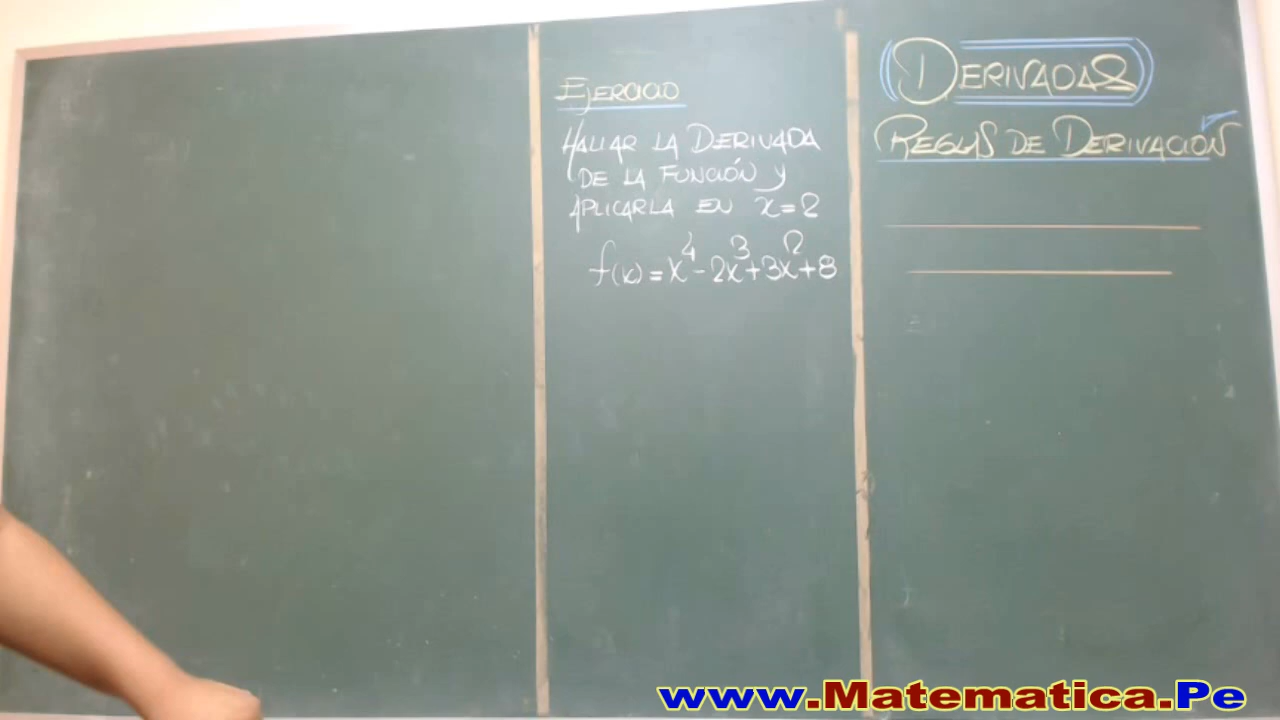 EJERCICIO
HALLAR LA DERIVADA
DE LA FUNCIÓN Y
APLICARLA EN x=2
f(x)=x⁴-2x³+3x²+8
DERIVADAS
REGLAS DE DERIVACIÓN
www.Matematica.Pe